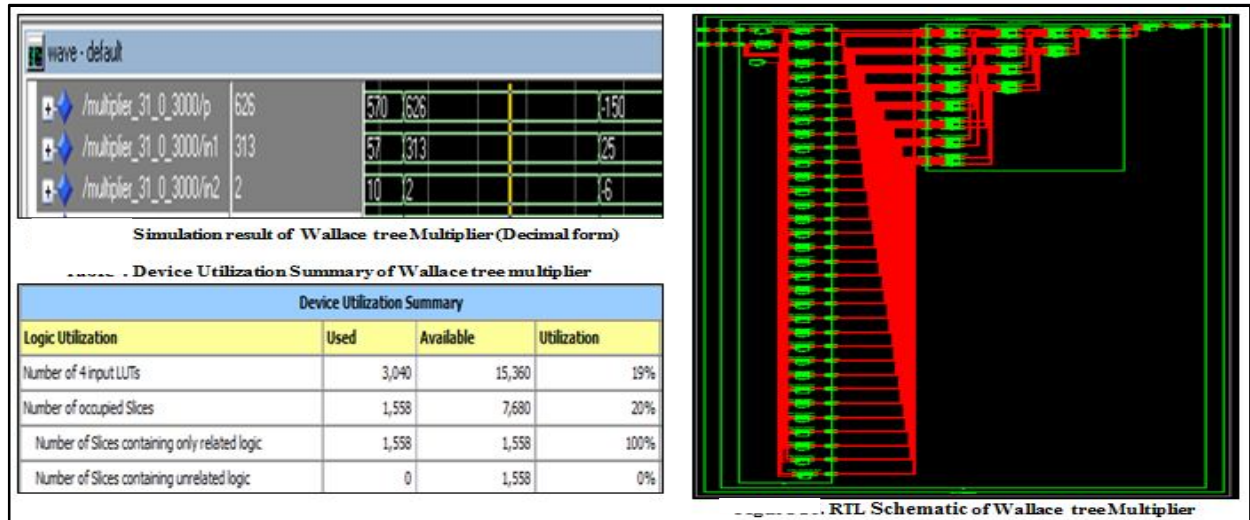 wave - default
/multiplier_31_0_3000/p 626 570 626 -150
/multiplier_31_0_3000/in1 313 57 313 25
/multiplier_31_0_3000/in2 2 10 2 -6
Simulation result of Wallace tree Multiplier (Decimal form)
. Device Utilization Summary of Wallace tree multiplier
Device Utilization Summary
Logic Utilization Used Available Utilization
Number of 4 input LUTs 3,040 15,360 19%
Number of occupied Slices 1,558 7,680 20%
Number of Slices containing only related logic 1,558 1,558 100%
Number of Slices containing unrelated logic 0 1,558 0%
RTL Schematic of Wallace tree Multiplier